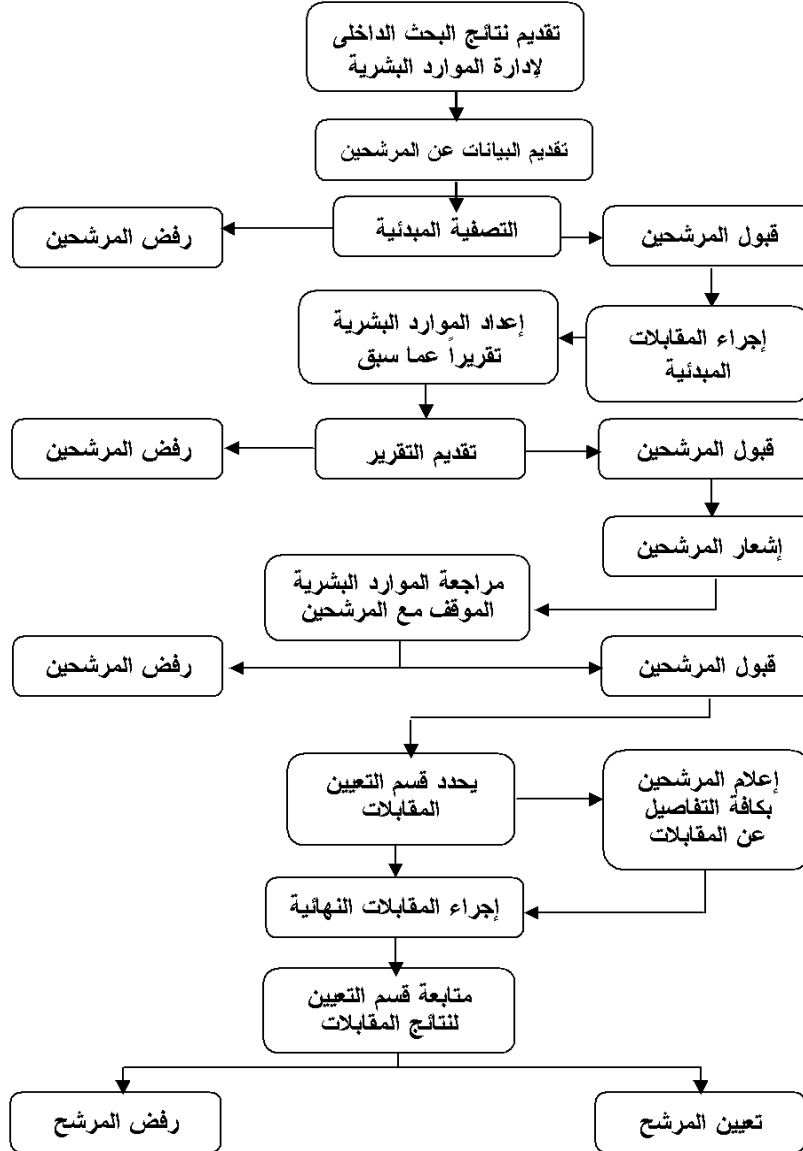 تقديم نتائج البحث الداخلى
لإدارة الموارد البشرية
تقديم البيانات عن المرشحين
قبول المرشحين
التصفية المبدئية
رفض المرشحين
إجراء المقابلات
المبدئية
إعداد الموارد البشرية
تقريراً عما سبق
قبول المرشحين
تقديم التقرير
رفض المرشحين
إشعار المرشحين
مراجعة الموارد البشرية
الموقف مع المرشحين
قبول المرشحين
رفض المرشحين
يحدد قسم التعيين
المقابلات
إعلام المرشحين
بكافة التفاصيل
عن المقابلات
إجراء المقابلات النهائية
متابعة قسم التعيين
لنتائج المقابلات
تعيين المرشح
رفض المرشح